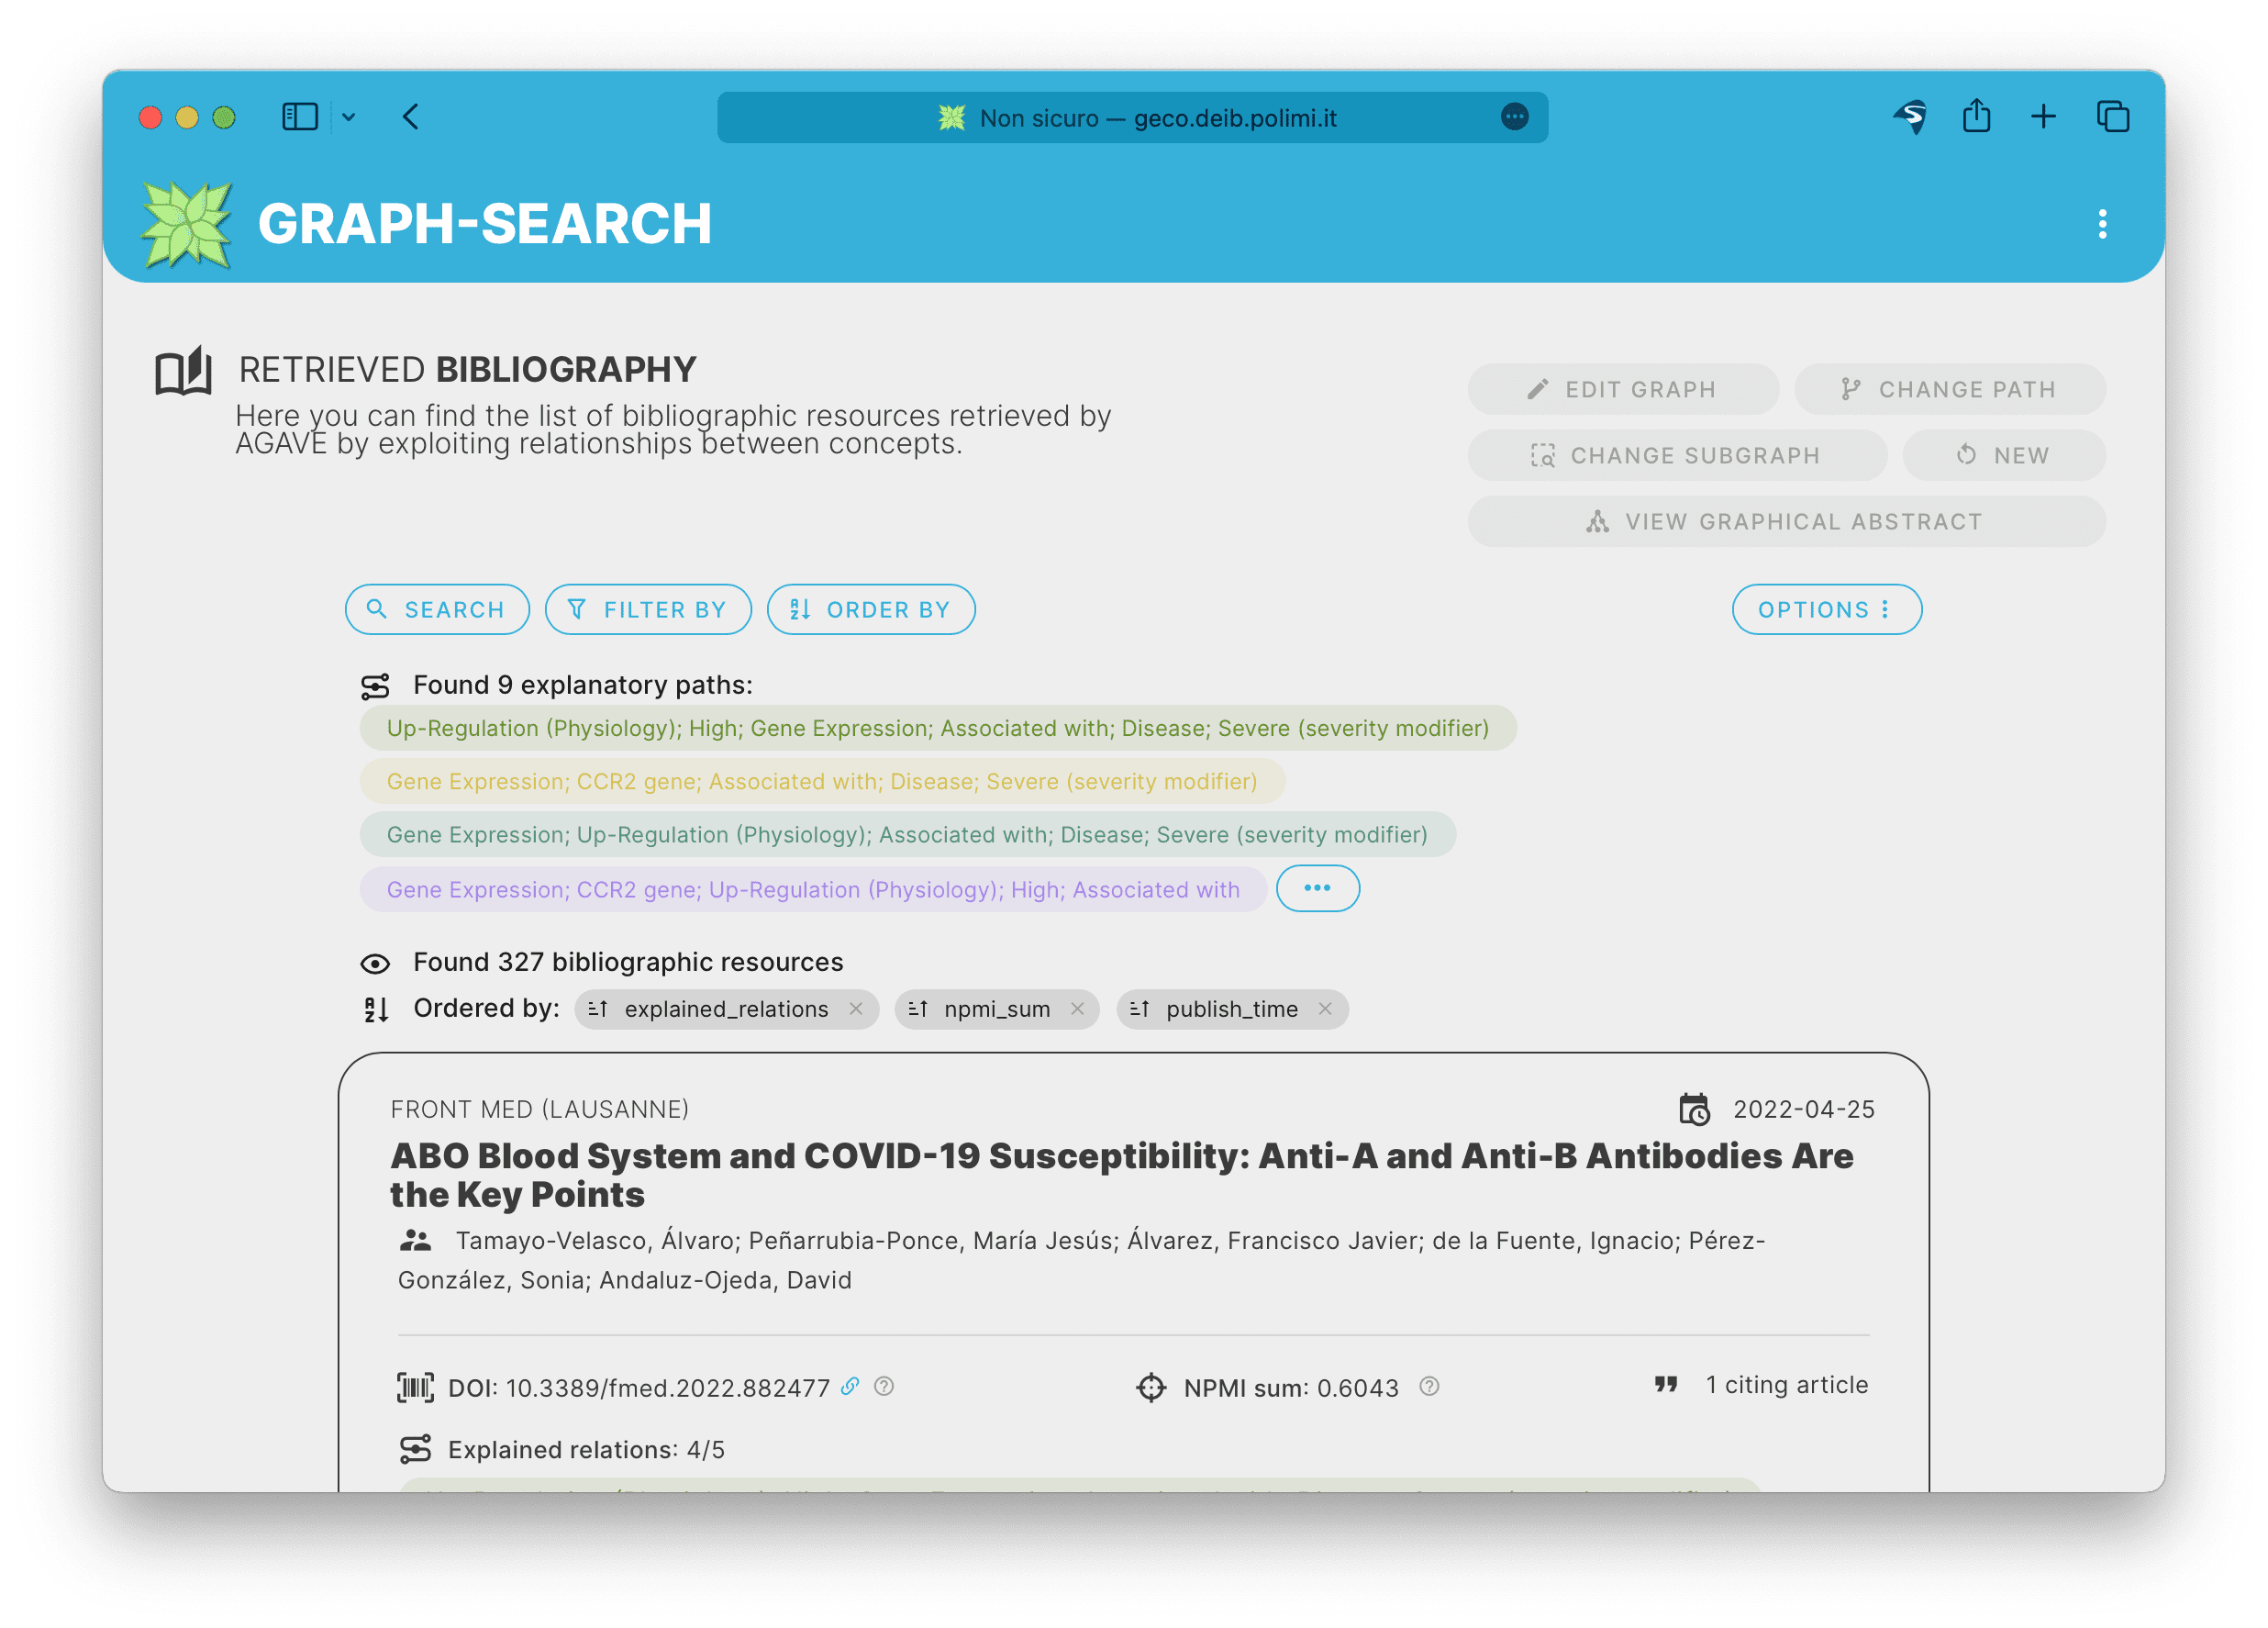 Non sicuro — geco.deib.polimi.it
GRAPH-SEARCH
RETRIEVED BIBLIOGRAPHY
Here you can find the list of bibliographic resources retrieved by
AGAVE by exploiting relationships between concepts.
EDIT GRAPH
CHANGE PATH
CHANGE SUBGRAPH
NEW
VIEW GRAPHICAL ABSTRACT
SEARCH
FILTER BY
ORDER BY
OPTIONS
Found 9 explanatory paths:
Up-Regulation (Physiology); High; Gene Expression; Associated with; Disease; Severe (severity modifier)
Gene Expression; CCR2 gene; Associated with; Disease; Severe (severity modifier)
Gene Expression; Up-Regulation (Physiology); Associated with; Disease; Severe (severity modifier)
Gene Expression; CCR2 gene; Up-Regulation (Physiology); High; Associated with
Found 327 bibliographic resources
Ordered by: explained_relations npmi_sum publish_time
FRONT MED (LAUSANNE)
2022-04-25
ABO Blood System and COVID-19 Susceptibility: Anti-A and Anti-B Antibodies Are
the Key Points
Tamayo-Velasco, Álvaro; Peñarrubia-Ponce, María Jesús; Álvarez, Francisco Javier; de la Fuente, Ignacio; Pérez-
González, Sonia; Andaluz-Ojeda, David
DOI: 10.3389/fmed.2022.882477
NPMI sum: 0.6043
1 citing article
Explained relations: 4/5